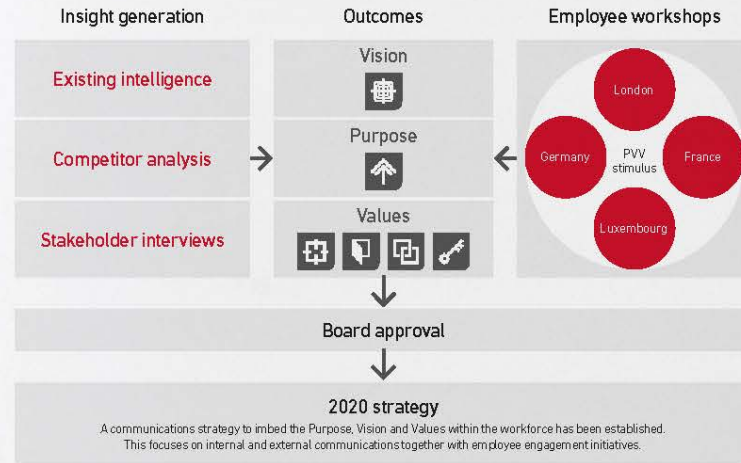 Insight generation
Outcomes
Employee workshops
Existing intelligence
Competitor analysis
Stakeholder interviews
Vision
Purpose
Values
London
Germany
PVV
stimulus
France
Luxembourg
Board approval
2020 strategy
A communications strategy to imbed the Purpose, Vision and Values within the workforce has been established.
This focuses on internal and external communications together with employee engagement initiatives.